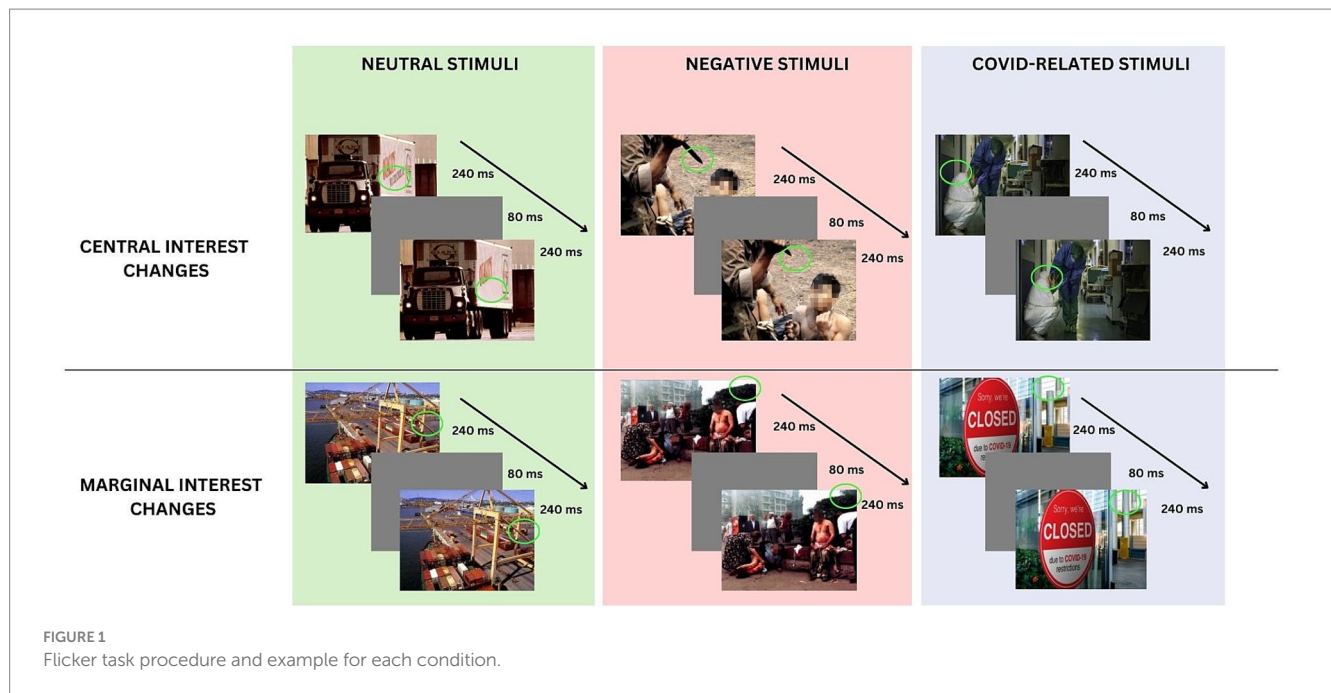 NEUTRAL STIMULI
NEGATIVE STIMULI
COVID-RELATED STIMULI
CENTRAL INTEREST
CHANGES
240 ms
80 ms
240 ms
240 ms
80 ms
240 ms
240 ms
80 ms
240 ms
MARGINAL INTEREST
CHANGES
240 ms
80 ms
240 ms
240 ms
80 ms
240 ms
Sorry, we're
CLOSED
due to COVID-19
restrictions
240 ms
80 ms
240 ms
Sorry, we're
CLOSED
due to COVID-19
restrictions
FIGURE 1
Flicker task procedure and example for each condition.